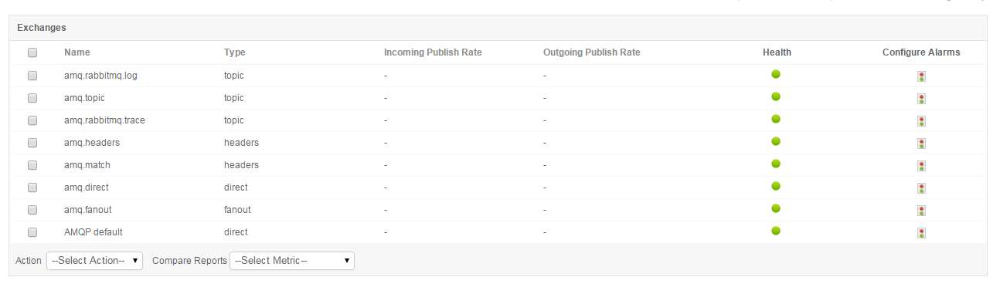 Exchanges
Name Type Incoming Publish Rate Outgoing Publish Rate Health Configure Alarms
amq.rabbitmq.log topic - -
amq.topic topic - -
amq.rabbitmq.trace topic - -
amq.headers headers - -
amq.match headers - -
amq.direct direct - -
amq.fanout fanout - -
AMQP default direct - -
Action --Select Action-- Compare Reports --Select Metric--